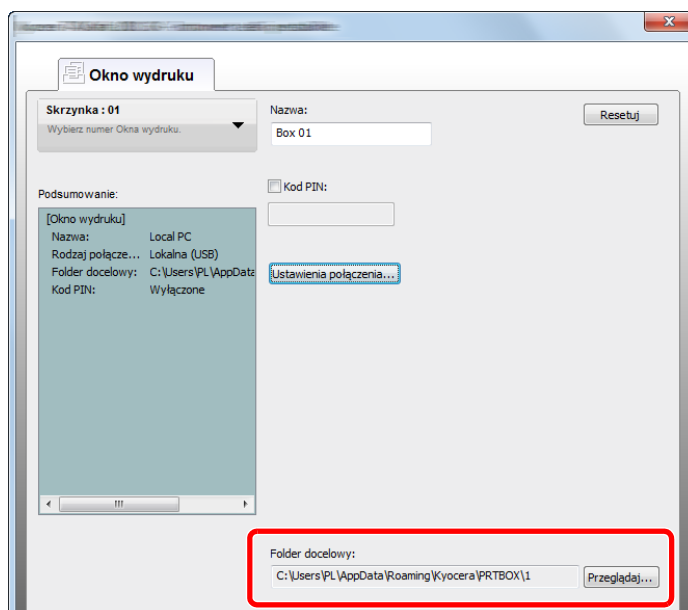 Okno wydruku
Skrzynka : 01
Wybierz numer Okna wydruku.
Nazwa:
Box 01
Resetuj
Kod PIN:
Podsumowanie:
[Okno wydruku]
Nazwa: Local PC
Rodzaj połącze... Lokalna (USB)
Folder docelowy: C:\Users\PL\AppData
Kod PIN: Wyłączone
Ustawienia połączenia...
Folder docelowy:
C:\Users\PL\AppData\Roaming\Kyocera\PRTBOX\1
Przeglądaj...